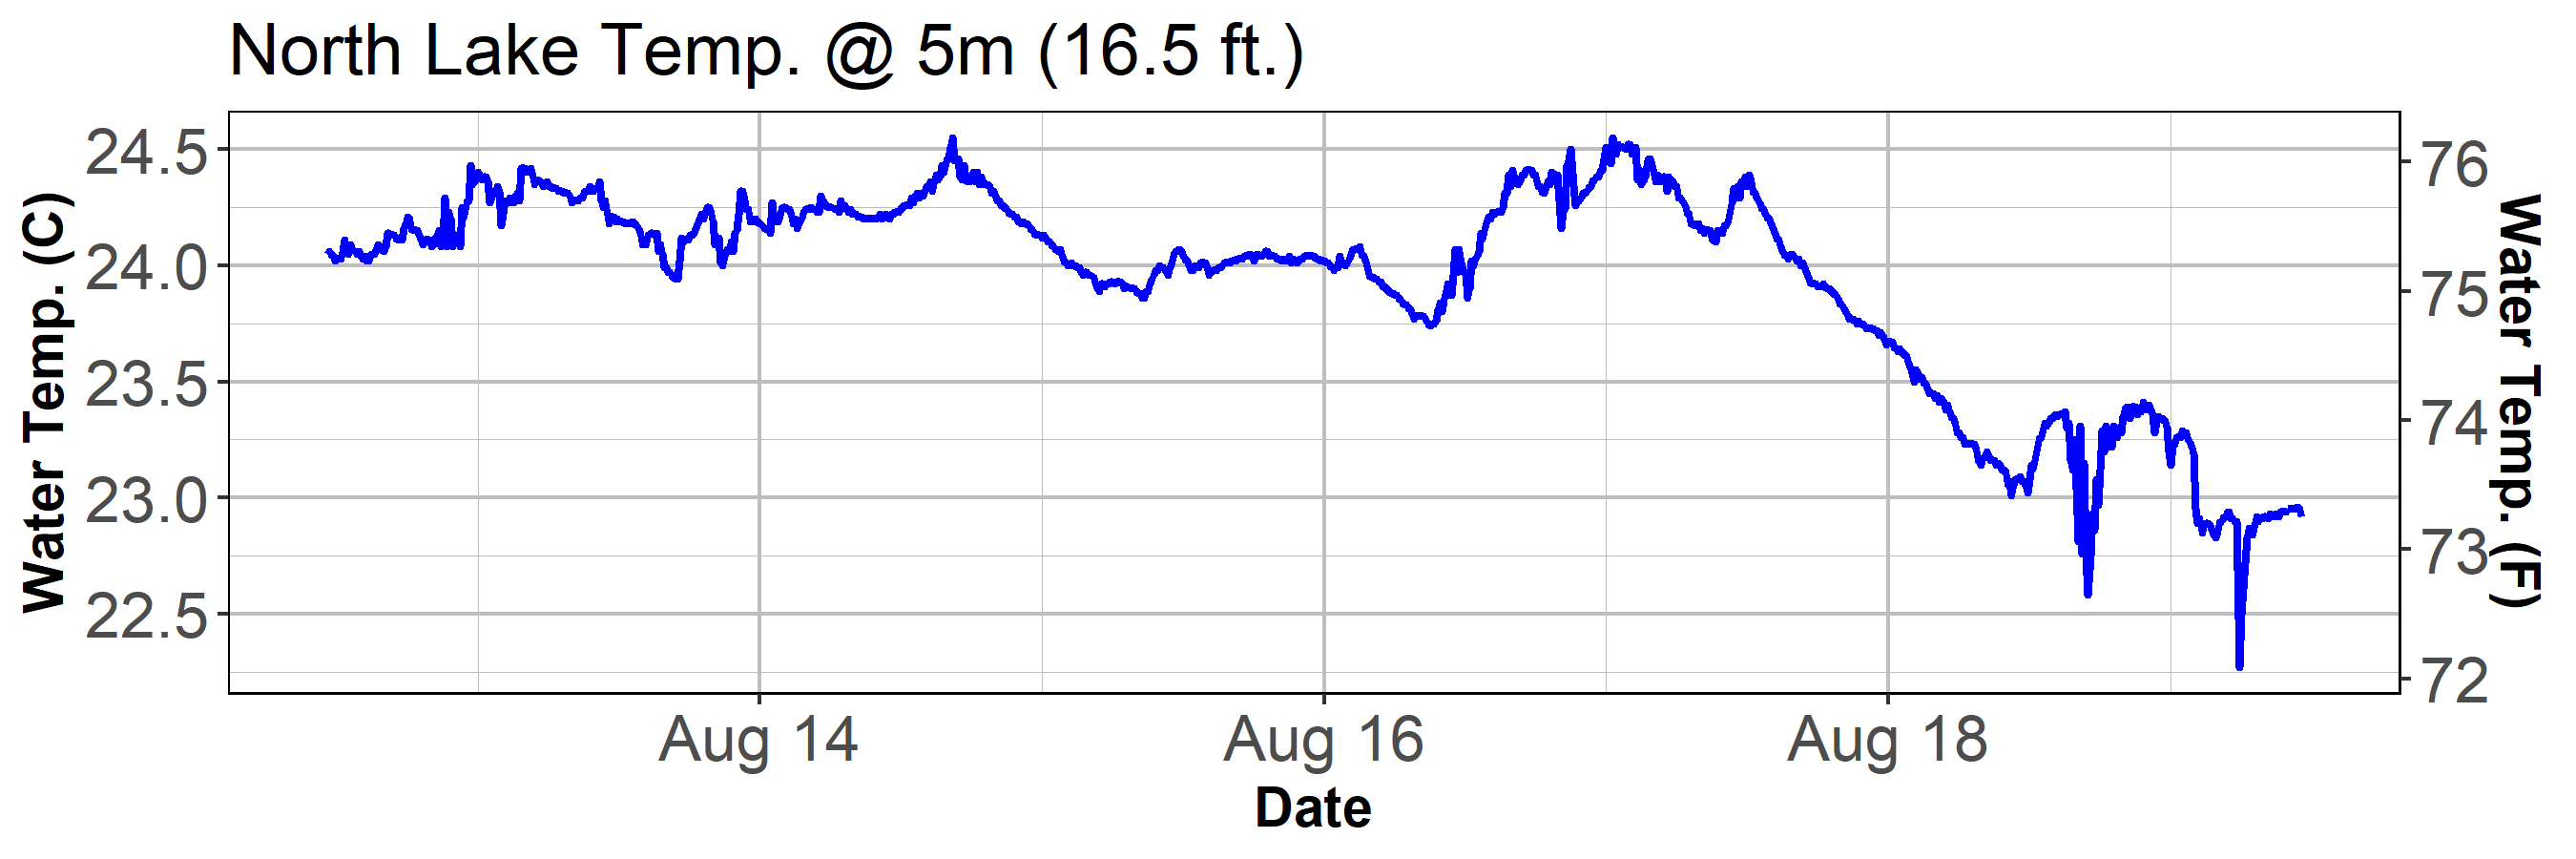 North Lake Temp. @ 5m (16.5 ft.)
Water Temp. (C)
24.5
24.0
23.5
23.0
22.5
76
75
74
73
72
Water Temp. (F)
Aug 14
Aug 16
Aug 18
Date